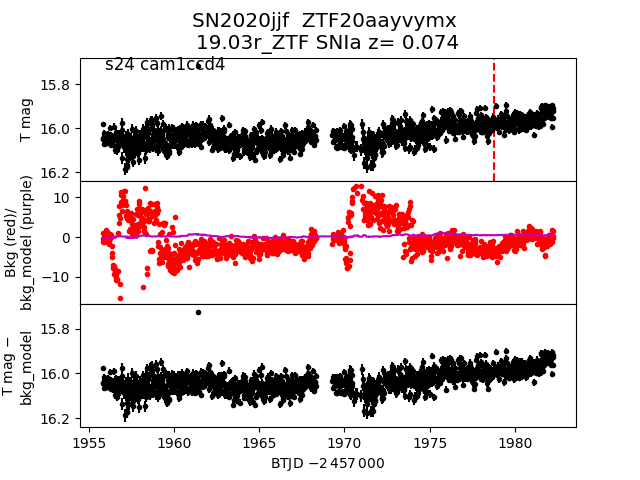 SN2020jjf ZTF20aayvymx
19.03r_ZTF SNIa z= 0.074
s24 cam1ccd4
15.8
16.0
16.2
T mag
10
0
−10
Bkg (red)/
bkg_model (purple)
15.8
16.0
16.2
T mag −
bkg_model
1955
1960
1965
1970
1975
1980
BTJD −2 457 000